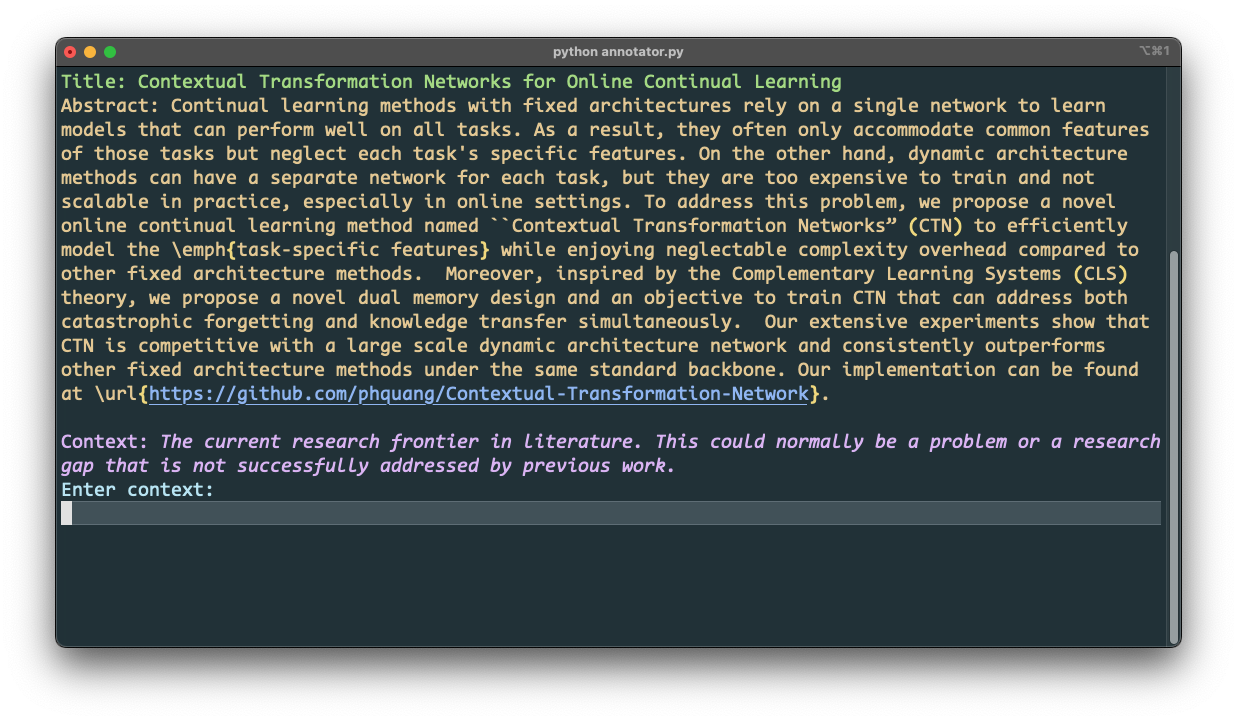 python annotator.py
⌥⌘1
Title: Contextual Transformation Networks for Online Continual Learning
Abstract: Continual learning methods with fixed architectures rely on a single network to learn
models that can perform well on all tasks. As a result, they often only accommodate common features
of those tasks but neglect each task's specific features. On the other hand, dynamic architecture
methods can have a separate network for each task, but they are too expensive to train and not
scalable in practice, especially in online settings. To address this problem, we propose a novel
online continual learning method named ``Contextual Transformation Networks” (CTN) to efficiently
model the \emph{task-specific features} while enjoying neglectable complexity overhead compared to
other fixed architecture methods.  Moreover, inspired by the Complementary Learning Systems (CLS)
theory, we propose a novel dual memory design and an objective to train CTN that can address both
catastrophic forgetting and knowledge transfer simultaneously.  Our extensive experiments show that
CTN is competitive with a large scale dynamic architecture network and consistently outperforms
other fixed architecture methods under the same standard backbone. Our implementation can be found
at \url{https://github.com/phquang/Contextual-Transformation-Network}.
Context: The current research frontier in literature. This could normally be a problem or a research
gap that is not successfully addressed by previous work.
Enter context: